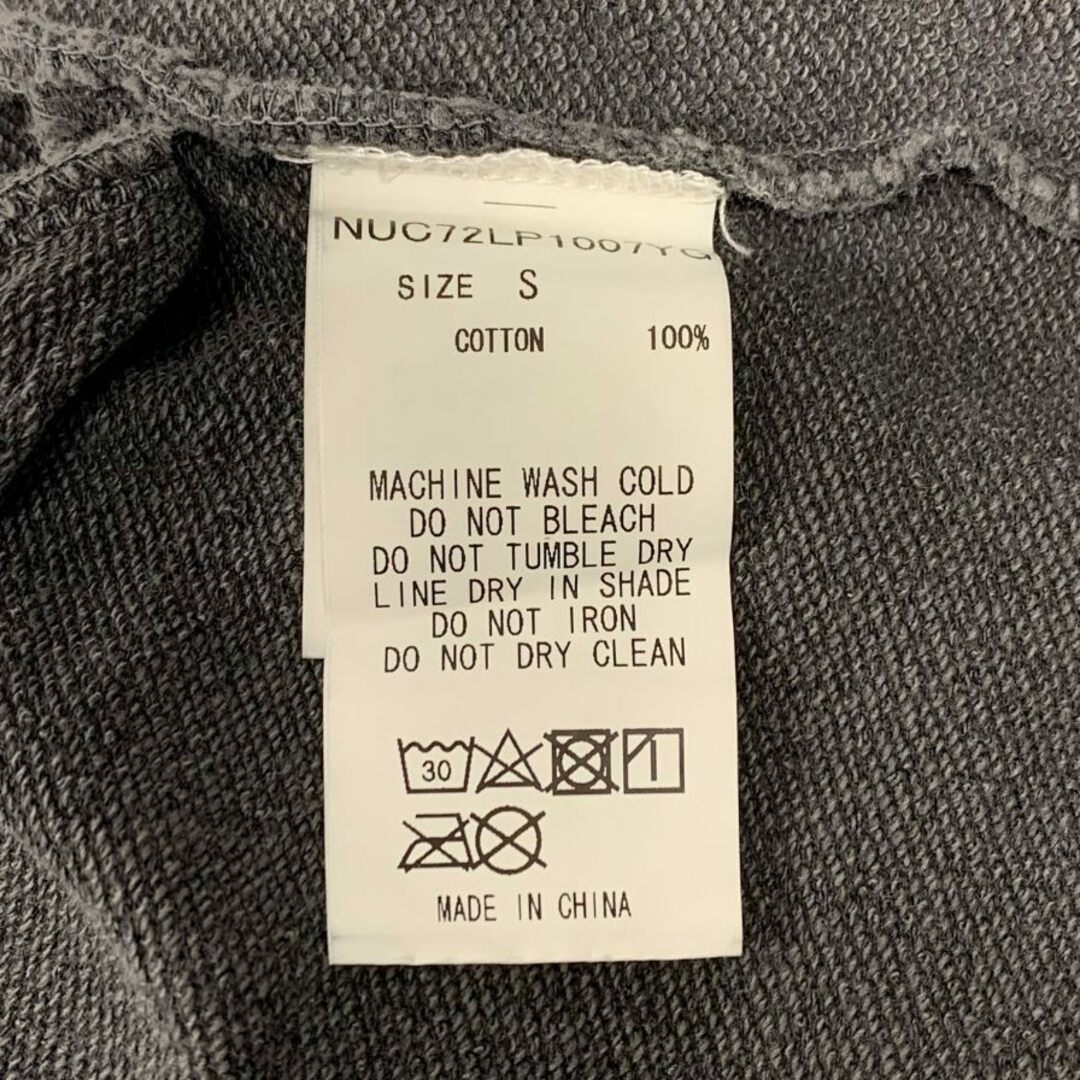 NUC72LP1007YG
SIZE S
COTTON 100%
MACHINE WASH COLD
DO NOT BLEACH
DO NOT TUMBLE DRY
LINE DRY IN SHADE
DO NOT IRON
DO NOT DRY CLEAN
30
MADE IN CHINA